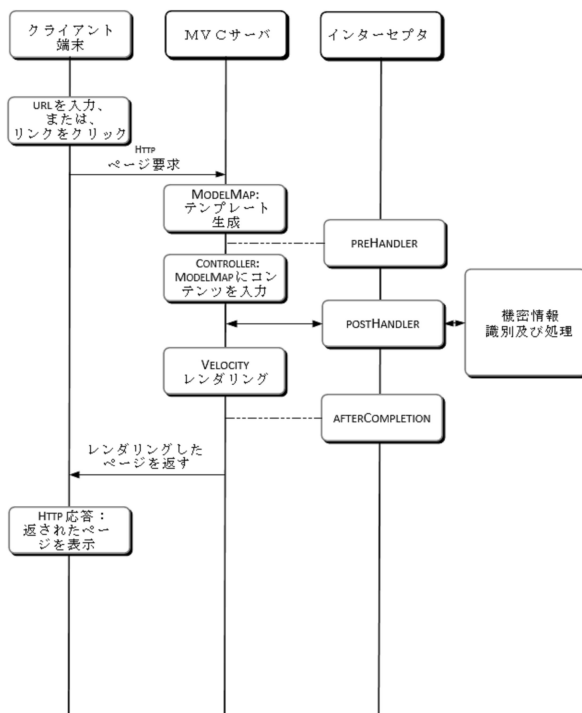 クライアント
端末
MVCサーバ
インターセプタ
URLを入力、
または、
リンクをクリック
HTTP
ページ要求
MODELMAP:
テンプレート
生成
PREHANDLER
CONTROLLER:
MODELMAPにコン
テンツを入力
POSTHANDLER
機密情報
識別及び処理
VELOCITY
レンダリング
AFTERCOMPLETION
レンダリングした
ページを返す
HTTP応答：
返されたペー
ジを表示